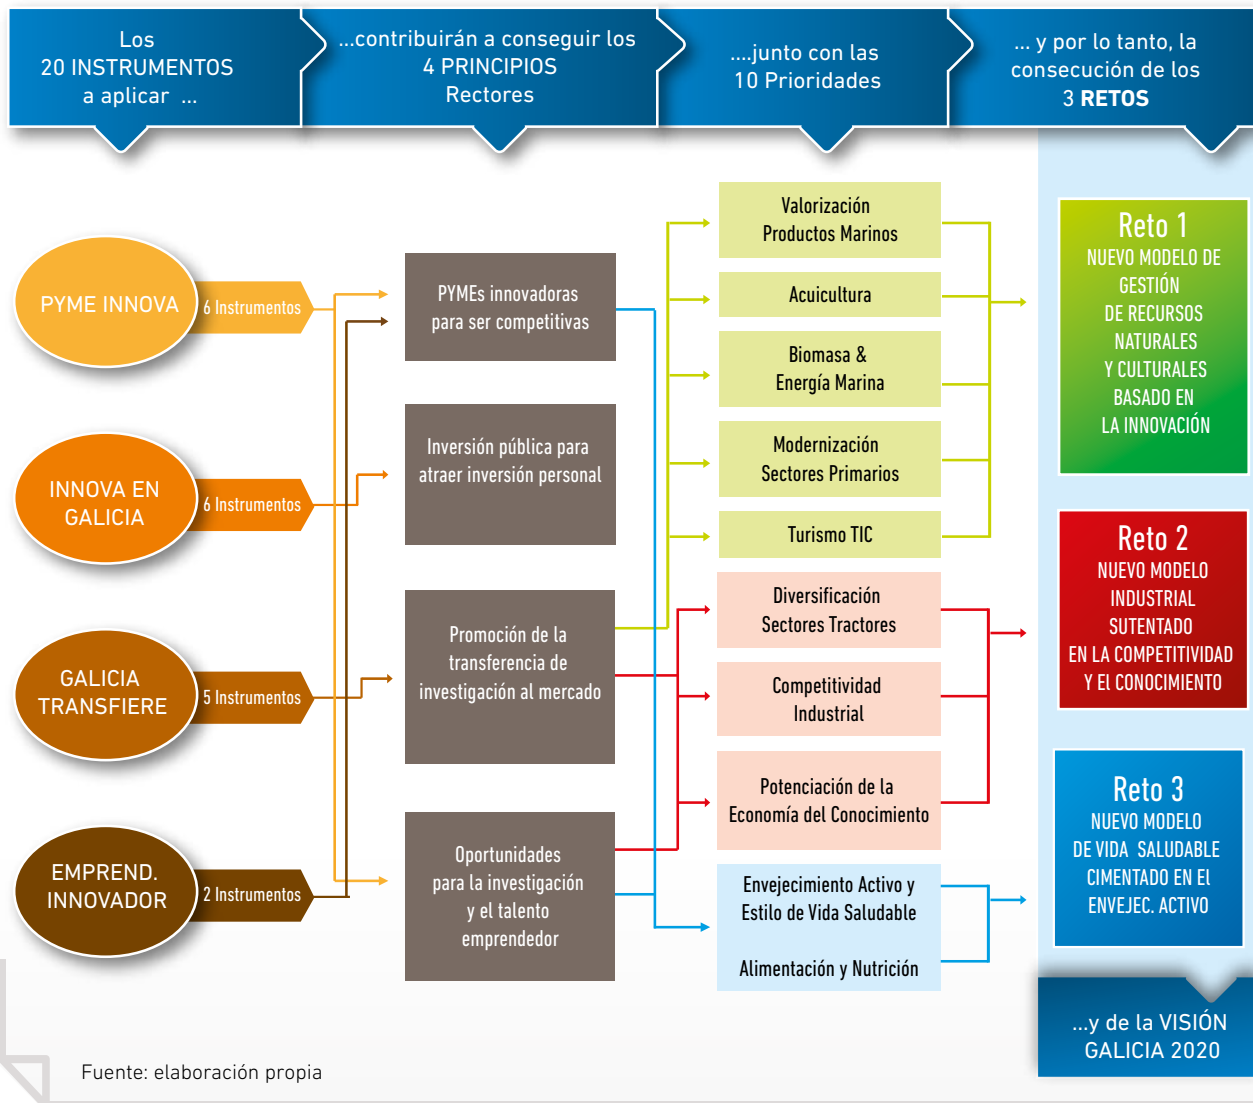 Los
20 INSTRUMENTOS
a aplicar ...
...contribuirán a conseguir los
4 PRINCIPIOS
Rectores
....junto con las
10 Prioridades
... y por lo tanto, la
consecución de los
3 RETOS
PYME INNOVA
6 Instrumentos
INNOVA EN
GALICIA
6 Instrumentos
GALICIA
TRANSFIERE
5 Instrumentos
EMPREND.
INNOVADOR
2 Instrumentos
PYMEs innovadoras
para ser competitivas
Inversión pública para
atraer inversión personal
Promoción de la
transferencia de
investigación al mercado
Oportunidades
para la investigación
y el talento
emprendedor
Valorización
Productos Marinos
Acuicultura
Biomasa &
Energía Marina
Modernización
Sectores Primarios
Turismo TIC
Diversificación
Sectores Tractores
Competitividad
Industrial
Potenciación de la
Economía del Conocimiento
Envejecimiento Activo y
Estilo de Vida Saludable
Alimentación y Nutrición
Reto 1
NUEVO MODELO DE
GESTIÓN
DE RECURSOS
NATURALES
Y CULTURALES
BASADO EN
LA INNOVACIÓN
Reto 2
NUEVO MODELO
INDUSTRIAL
SUTENTADO
EN LA COMPETITIVIDAD
Y El CONOCIMIENTO
Reto 3
NUEVO MODELO
DE VIDA SALUDABLE
CIMENTADO EN El
ENVEJEC. ACTIVO
...y de la VISIÓN
GALICIA 2020
Fuente: elaboración propia